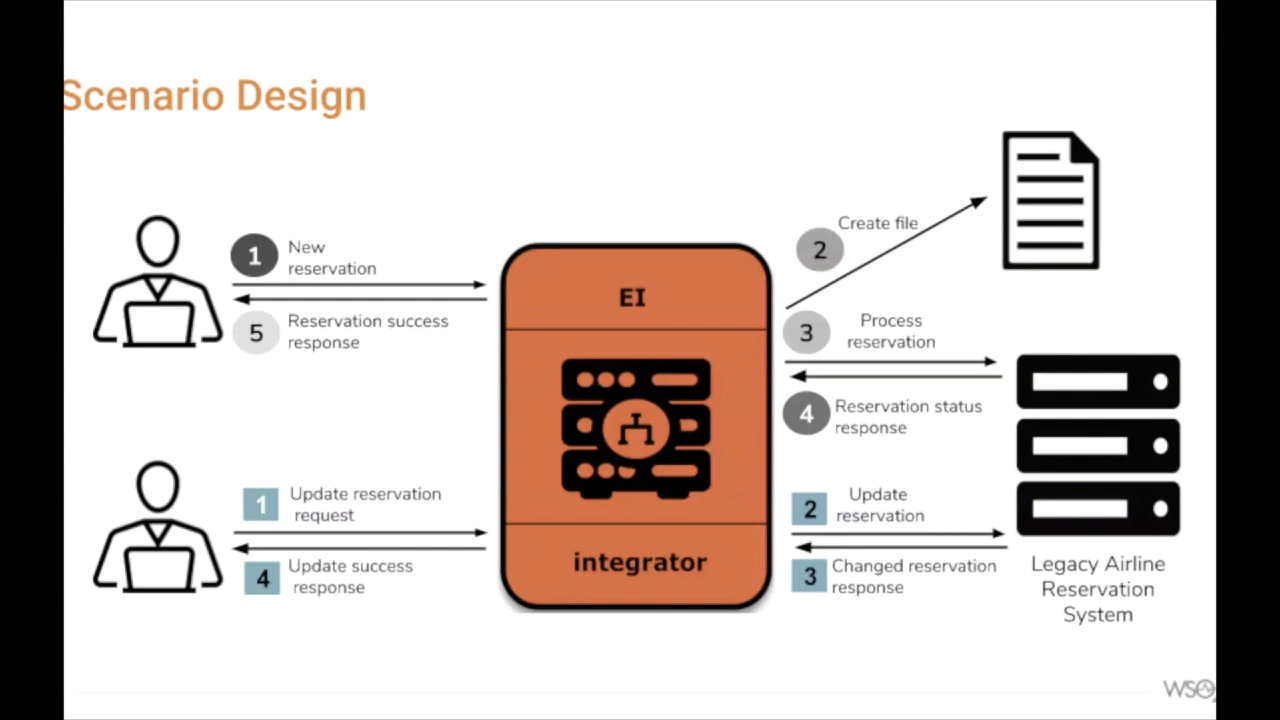 Scenario Design
1
New
reservation
5
Reservation success
response
EI
integrator
2
Create file
3
Process
reservation
4
Reservation status
response
1
Update reservation
request
4
Update success
response
2
Update
reservation
3
Changed reservation
response
Legacy Airline
Reservation
System
WSO2